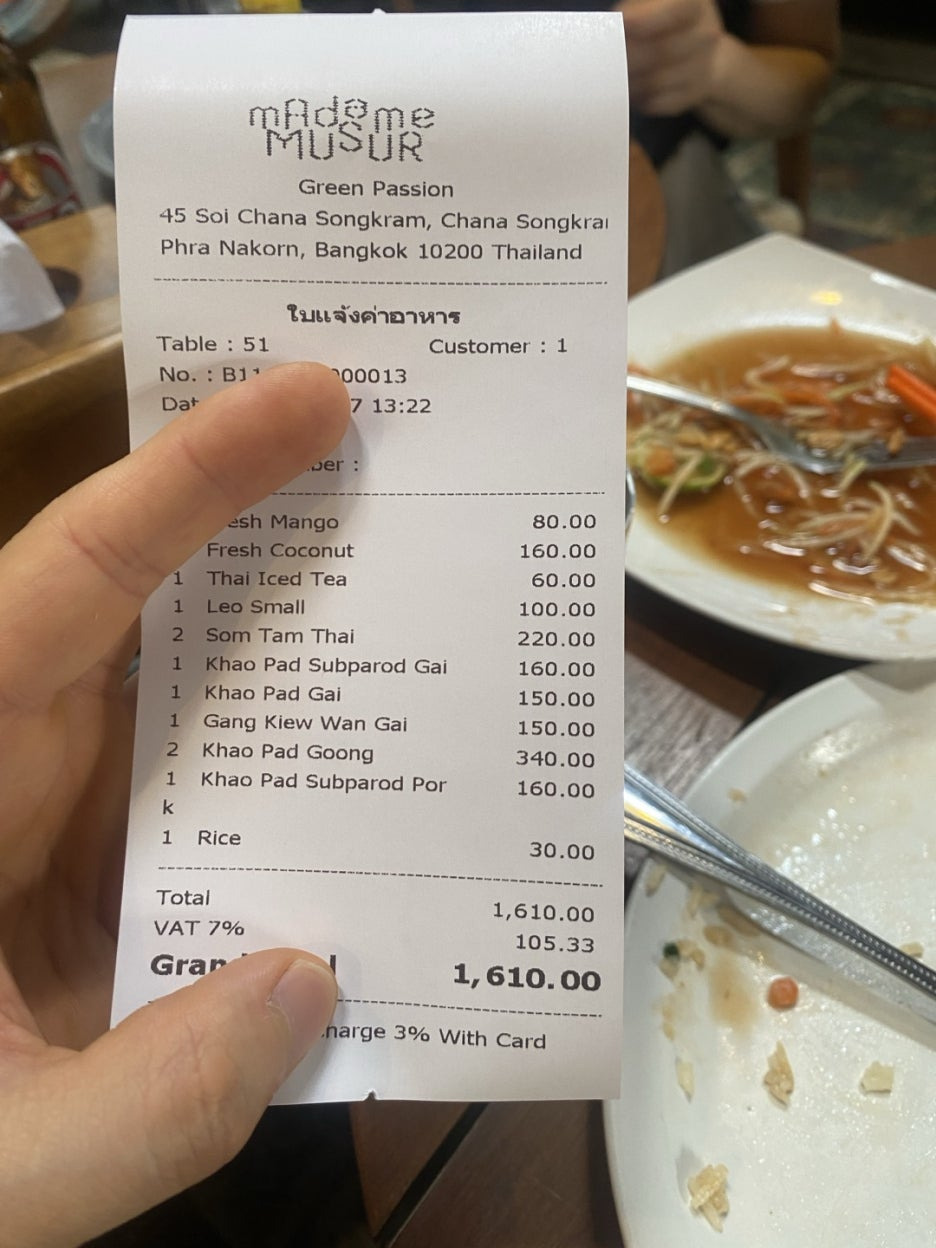 mAdame
MUSUR
Green Passion
45 Soi Chana Songkram, Chana Songkra
Phra Nakorn, Bangkok 10200 Thailand
ใบแจ้งค่าอาหาร
Table : 51 Customer : 1
No. : B11 00013
Dat 7 13:22
ber :
esh Mango 80.00
Fresh Coconut 160.00
1 Thai Iced Tea 60.00
1 Leo Small 100.00
2 Som Tam Thai 220.00
1 Khao Pad Subparod Gai 160.00
1 Khao Pad Gai 150.00
1 Gang Kiew Wan Gai 150.00
2 Khao Pad Goong 340.00
1 Khao Pad Subparod Por 160.00
k
1 Rice 30.00
Total 1,610.00
VAT 7% 105.33
Gran l 1,610.00
harge 3% With Card